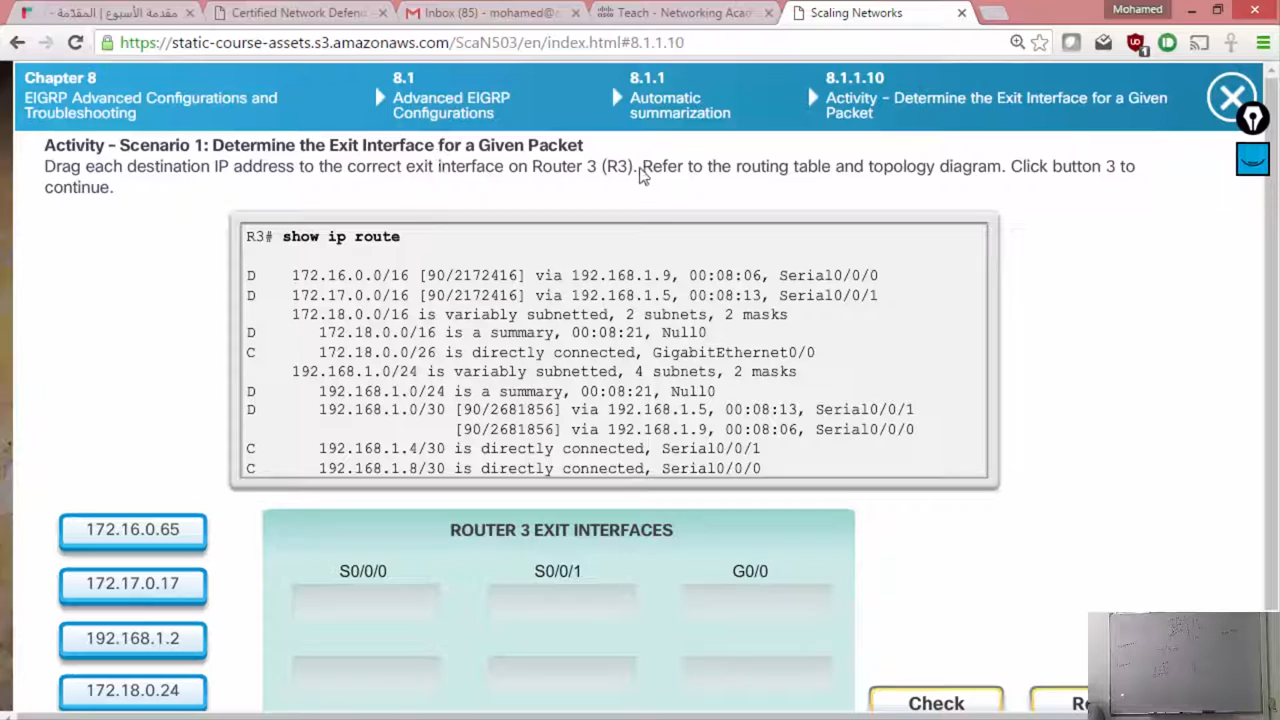 مقدمة الأسبوع | المقدّمة -
Certified Network Defend
Inbox (85) - mohamed@c
Teach - Networking Acad
Scaling Networks
Mohamed
https://static-course-assets.s3.amazonaws.com/ScaN503/en/index.html#8.1.1.10
Chapter 8
EIGRP Advanced Configurations and
Troubleshooting
8.1
Advanced EIGRP
Configurations
8.1.1
Automatic
summarization
8.1.1.10
Activity - Determine the Exit Interface for a Given
Packet
Activity - Scenario 1: Determine the Exit Interface for a Given Packet
Drag each destination IP address to the correct exit interface on Router 3 (R3). Refer to the routing table and topology diagram. Click button 3 to
continue.
R3# show ip route
D 172.16.0.0/16 [90/2172416] via 192.168.1.9, 00:08:06, Serial0/0/0
D 172.17.0.0/16 [90/2172416] via 192.168.1.5, 00:08:13, Serial0/0/1
172.18.0.0/16 is variably subnetted, 2 subnets, 2 masks
D 172.18.0.0/16 is a summary, 00:08:21, Null0
C 172.18.0.0/26 is directly connected, GigabitEthernet0/0
192.168.1.0/24 is variably subnetted, 4 subnets, 2 masks
D 192.168.1.0/24 is a summary, 00:08:21, Null0
D 192.168.1.0/30 [90/2681856] via 192.168.1.5, 00:08:13, Serial0/0/1
[90/2681856] via 192.168.1.9, 00:08:06, Serial0/0/0
C 192.168.1.4/30 is directly connected, Serial0/0/1
C 192.168.1.8/30 is directly connected, Serial0/0/0
172.16.0.65
172.17.0.17
192.168.1.2
172.18.0.24
ROUTER 3 EXIT INTERFACES
S0/0/0 S0/0/1 G0/0
Check
Re